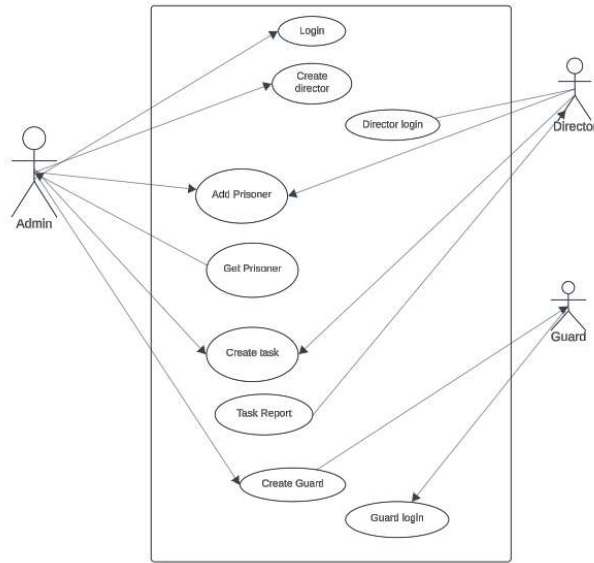 Login
Create
director
Director login
Director
Admin
Add Prisoner
Get Prisoner
Guard
Create task
Task Report
Create Guard
Guard login